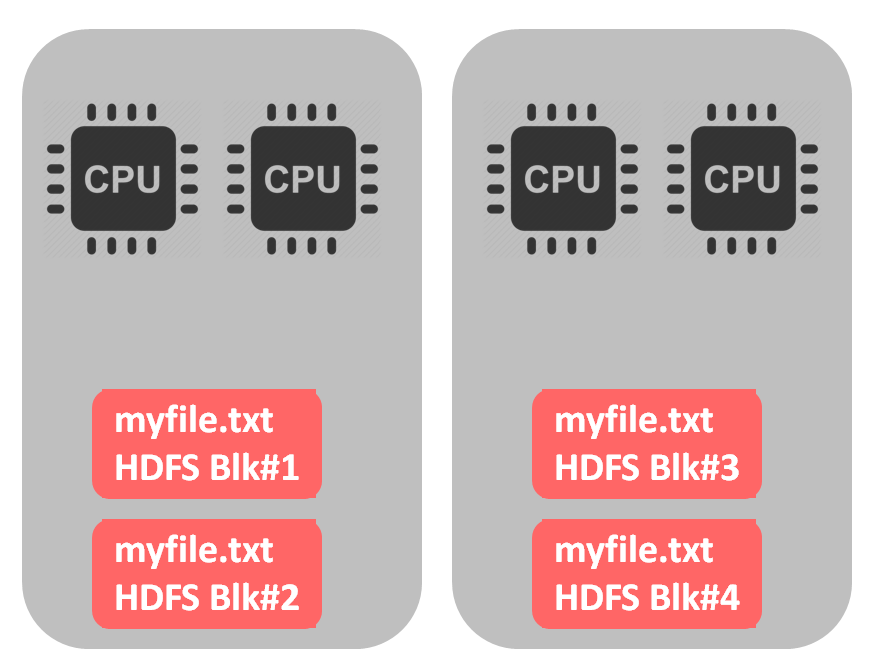 CPU
CPU
myfile.txt
HDFS Blk#1
myfile.txt
HDFS Blk#2
CPU
CPU
myfile.txt
HDFS Blk#3
myfile.txt
HDFS Blk#4